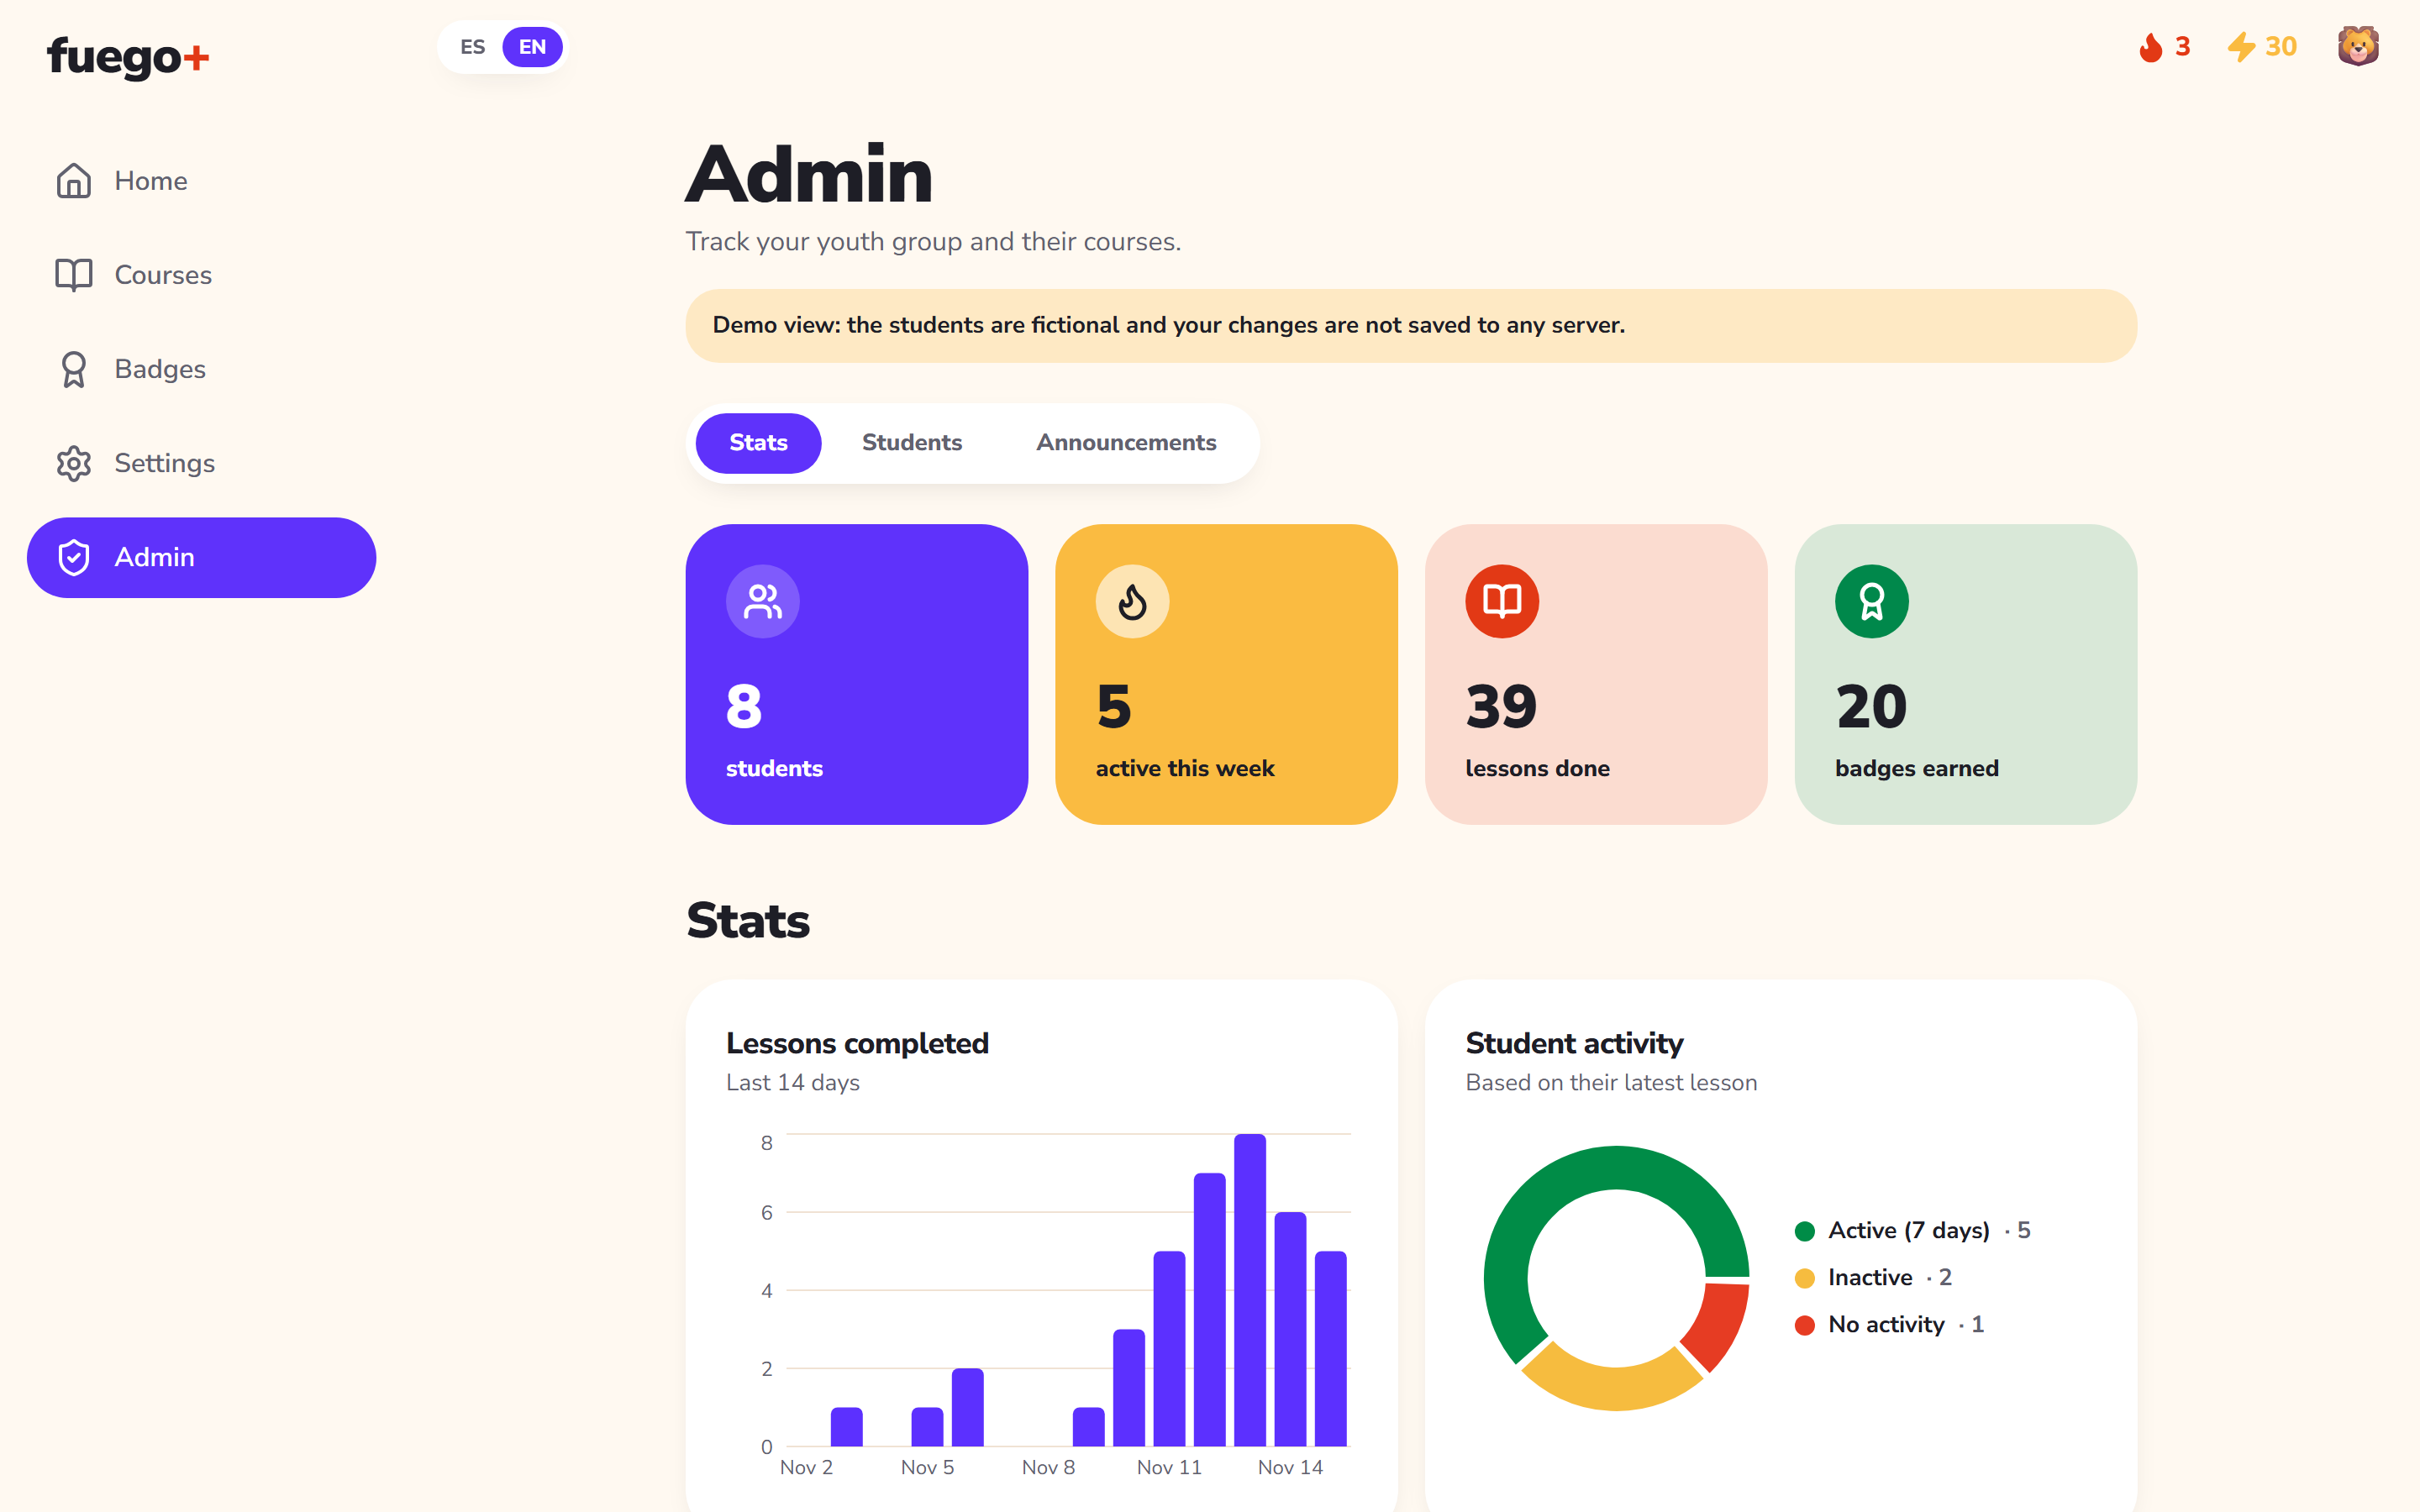 fuego+
ES EN
3 30
Home
Courses
Badges
Settings
Admin
Admin
Track your youth group and their courses.
Demo view: the students are fictional and your changes are not saved to any server.
Stats Students Announcements
8
students
5
active this week
39
lessons done
20
badges earned
Stats
Lessons completed
Last 14 days
8
6
4
2
0
Nov 2 Nov 5 Nov 8 Nov 11 Nov 14
Student activity
Based on their latest lesson
Active (7 days) · 5
Inactive · 2
No activity · 1